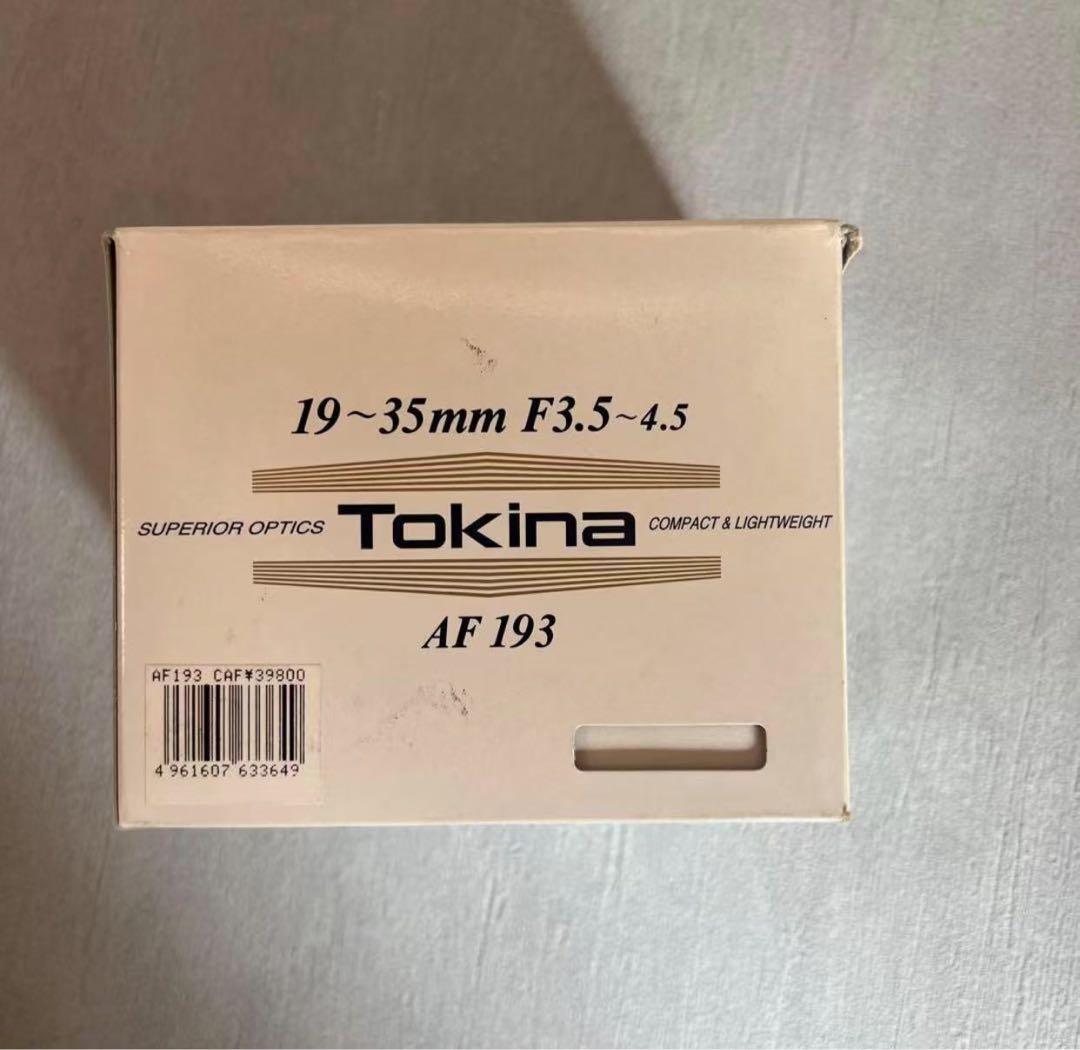 19~35mm F3.5~4.5
SUPERIOR OPTICS Tokina COMPACT & LIGHTWEIGHT
AF 193
AF193 CAF¥39800
4 961607 633649